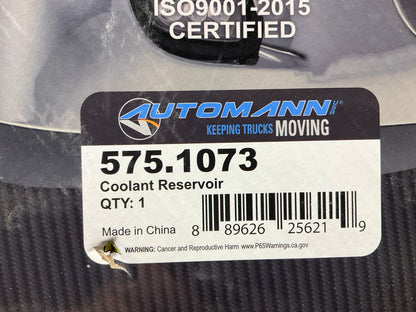 ISO9001-2015
CERTIFIED
AUTOMANN INC.®
KEEPING TRUCKS MOVING
575.1073
Coolant Reservoir
QTY: 1
Made in China
8 89626 25621 9
WARNING: Cancer and Reproductive Harm www.P65Warnings.ca.gov